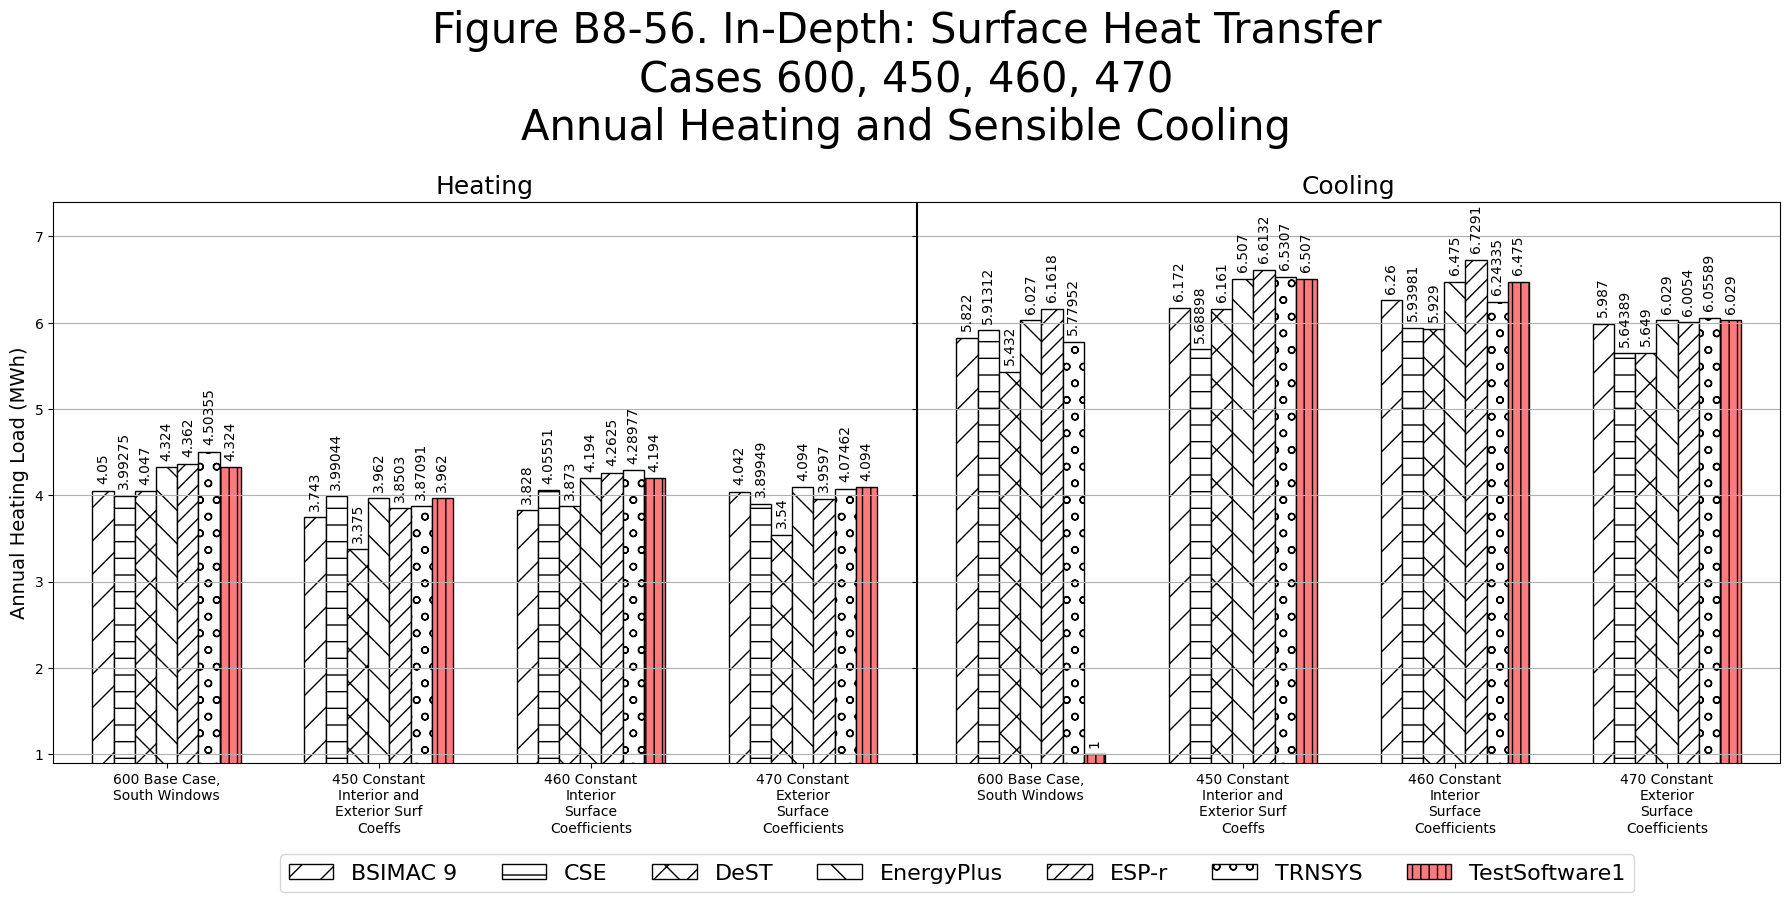 Figure B8-56. In-Depth: Surface Heat Transfer
Cases 600, 450, 460, 470
Annual Heating and Sensible Cooling
Heating
Cooling
Annual Heating Load (MWh)
7
6
5
4
3
2
1
4.05
3.99275
4.047
4.324
4.362
4.50355
4.324
3.743
3.99044
3.375
3.962
3.8503
3.87091
3.962
3.828
4.05551
3.873
4.194
4.2625
4.28977
4.194
4.042
3.89949
3.54
4.094
3.9597
4.07462
4.094
5.822
5.91312
5.432
6.027
6.1618
5.77952
1
6.172
5.68898
6.161
6.507
6.6132
6.5307
6.507
6.26
5.93981
5.929
6.475
6.7291
6.24335
6.475
5.987
5.64389
5.649
6.029
6.0054
6.05589
6.029
600 Base Case,
South Windows
450 Constant
Interior and
Exterior Surf
Coeffs
460 Constant
Interior
Surface
Coefficients
470 Constant
Exterior
Surface
Coefficients
600 Base Case,
South Windows
450 Constant
Interior and
Exterior Surf
Coeffs
460 Constant
Interior
Surface
Coefficients
470 Constant
Exterior
Surface
Coefficients
BSIMAC 9
CSE
DeST
EnergyPlus
ESP-r
TRNSYS
TestSoftware1